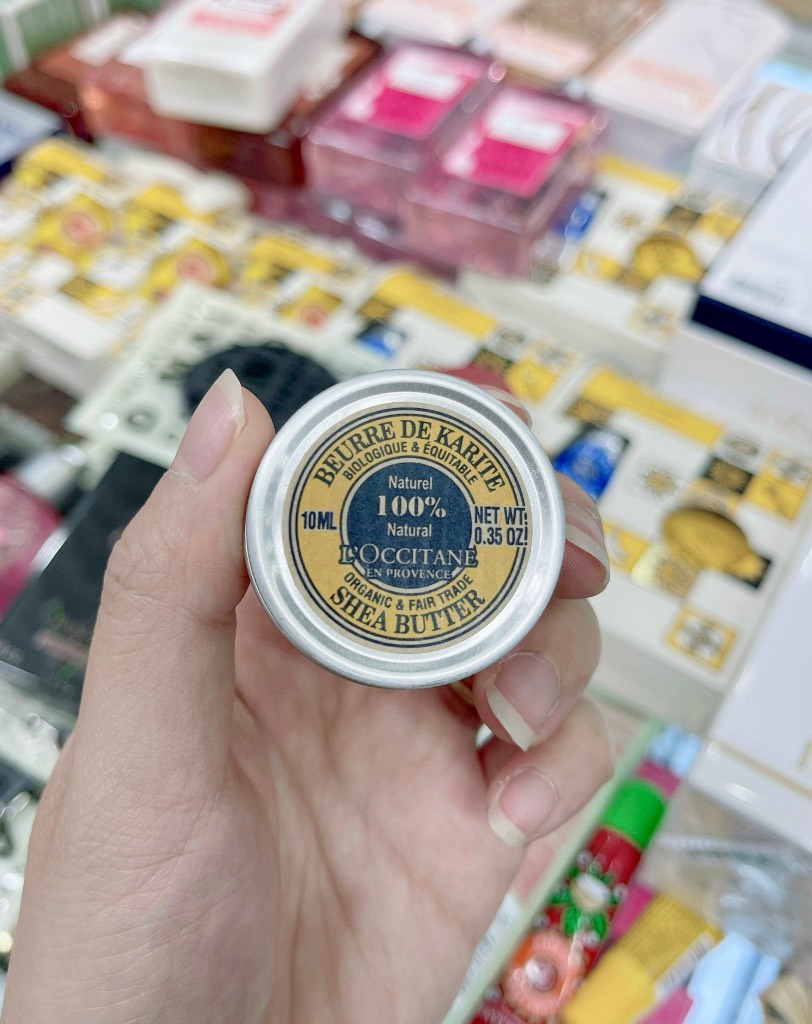 BEURRE DE KARITE
BIOLOGIQUE & ÉQUITABLE
Naturel
100%
Natural
10ML
NET WT.
0.35 OZ.
L'OCCITANE
EN PROVENCE
ORGANIC & FAIR TRADE
SHEA BUTTER